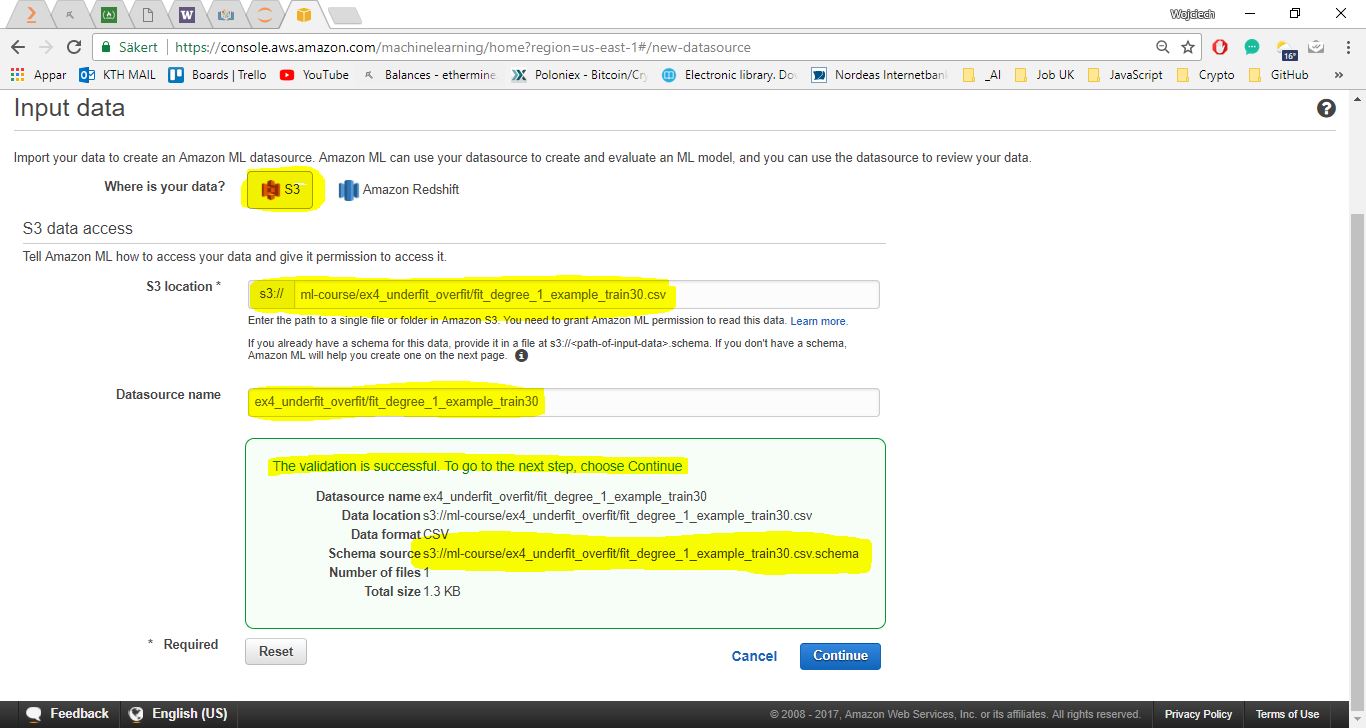 Wojciech
Säkert https://console.aws.amazon.com/machinelearning/home?region=us-east-1#/new-datasource
16°
Appar KTH MAIL Boards | Trello YouTube Balances - ethermine Poloniex - Bitcoin/Cry Electronic library. Do Nordeas Internetbank _AI Job UK JavaScript Crypto GitHub »
Input data
Import your data to create an Amazon ML datasource. Amazon ML can use your datasource to create and evaluate an ML model, and you can use the datasource to review your data.
Where is your data? S3 Amazon Redshift
S3 data access
Tell Amazon ML how to access your data and give it permission to access it.
S3 location * s3:// ml-course/ex4_underfit_overfit/fit_degree_1_example_train30.csv
Enter the path to a single file or folder in Amazon S3. You need to grant Amazon ML permission to read this data. Learn more.
If you already have a schema for this data, provide it in a file at s3://<path-of-input-data>.schema. If you don't have a schema,
Amazon ML will help you create one on the next page.
Datasource name ex4_underfit_overfit/fit_degree_1_example_train30
The validation is successful. To go to the next step, choose Continue
Datasource name ex4_underfit_overfit/fit_degree_1_example_train30
Data location s3://ml-course/ex4_underfit_overfit/fit_degree_1_example_train30.csv
Data format CSV
Schema source s3://ml-course/ex4_underfit_overfit/fit_degree_1_example_train30.csv.schema
Number of files 1
Total size 1.3 KB
* Required Reset Cancel Continue
Feedback English (US) © 2008 - 2017, Amazon Web Services, Inc. or its affiliates. All rights reserved. Privacy Policy Terms of Use